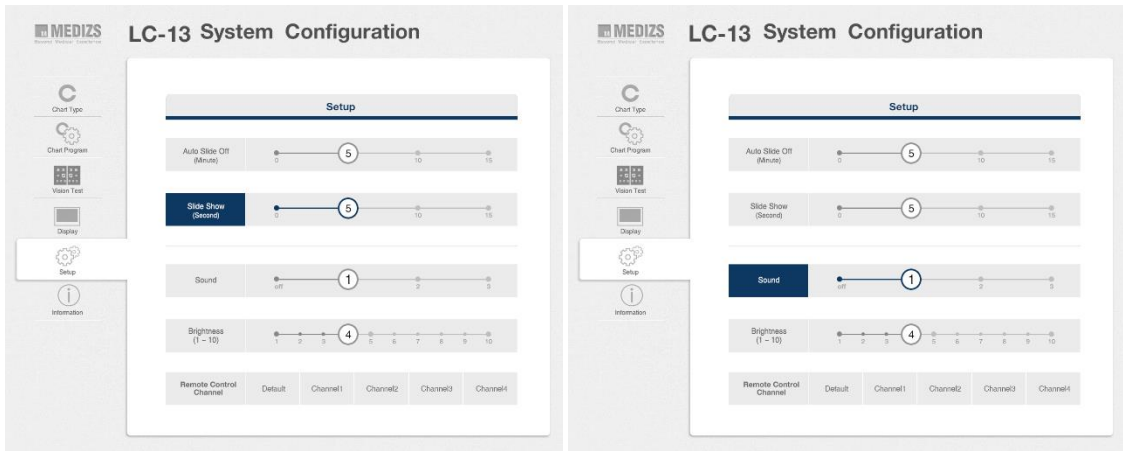 MEDIZS
LC-13 System Configuration
Chart Type
Chart Program
Vision Test
Display
Setup
Information
Setup
Auto Slide Off
(Minute)
0 5 10 15
Slide Show
(Second)
0 5 10 15
Sound
off 1 2 3
Brightness
(1 ~ 10)
1 2 3 4 5 6 7 8 9 10
Remote Control
Channel
Default Channel1 Channel2 Channel3 Channel4
MEDIZS
LC-13 System Configuration
Chart Type
Chart Program
Vision Test
Display
Setup
Information
Setup
Auto Slide Off
(Minute)
0 5 10 15
Slide Show
(Second)
0 5 10 15
Sound
off 1 2 3
Brightness
(1 ~ 10)
1 2 3 4 5 6 7 8 9 10
Remote Control
Channel
Default Channel1 Channel2 Channel3 Channel4